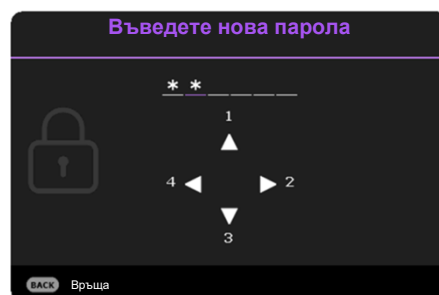 Въведете нова парола
* * _ _ _ _
1
4 2
3
BACK Връща